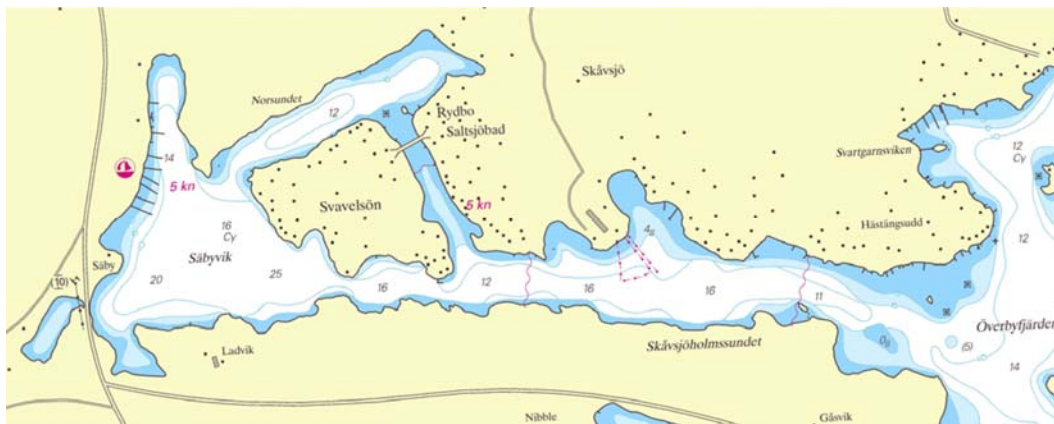 Skåvsjö
Norsundet
12
Rydbo
Saltsjöbad
Svartgarnsviken
12
Cy
14
5 kn
Svavelsön
5 kn
16
Cy
48
Hästängsudd
12
Säby
Säbyvik
(10)
20
25
16
12
16
16
11
Ladvik
Skåvsjöholmssundet
Överbyfjärden
(5)
14
Nibble
Gåsvik